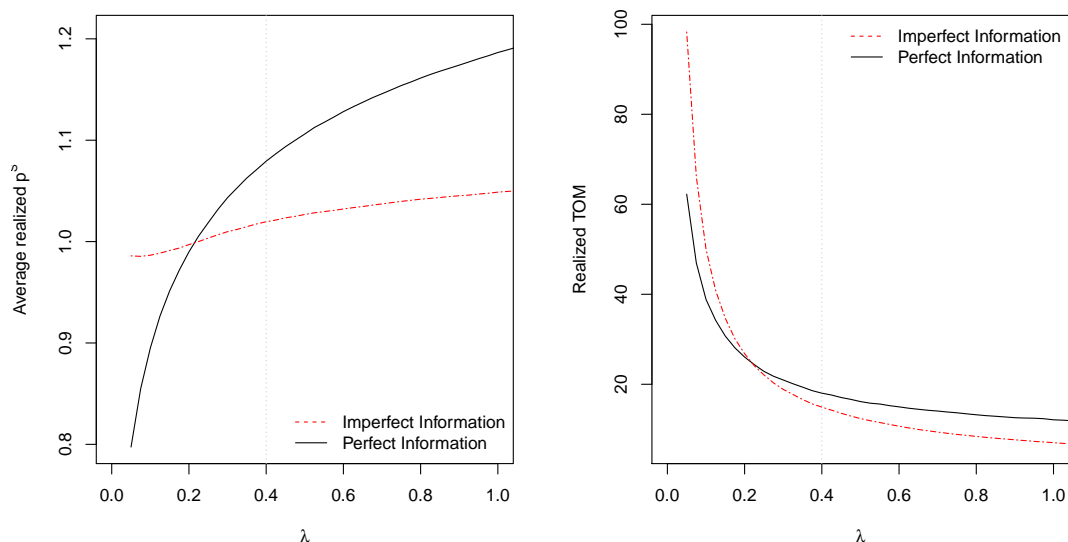 Average realized p^S
1.2
1.1
1.0
0.9
0.8
Imperfect Information
Perfect Information
0.0 0.2 0.4 0.6 0.8 1.0
λ
Realized TOM
100
80
60
40
20
Imperfect Information
Perfect Information
0.0 0.2 0.4 0.6 0.8 1.0
λ